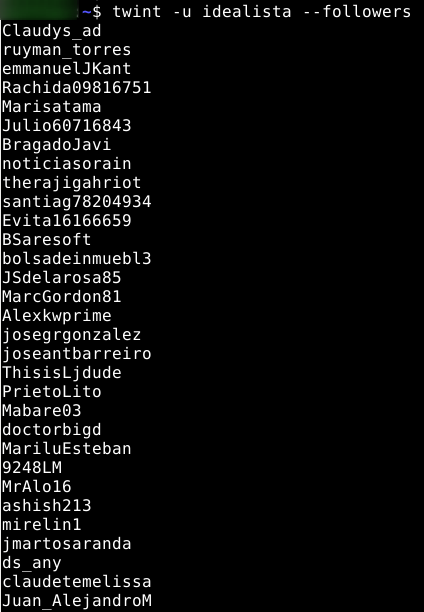 ~$ twint -u idealista --followers
Claudys_ad
ruyman_torres
emmanuelJKant
Rachida09816751
Marisatama
Julio60716843
BragadoJavi
noticiasorain
therajigahriot
santiag78204934
Evita16166659
BSaresoft
bolsadeinmuebl3
JSdelarosa85
MarcGordon81
Alexkwprime
josegrgonzalez
joseantbarreiro
ThisisLjdude
PrietoLito
Mabare03
doctorbigd
MariluEsteban
9248LM
MrAlo16
ashish213
mirelin1
jmartosaranda
ds_any
claudetemelissa
Juan_AlejandroM